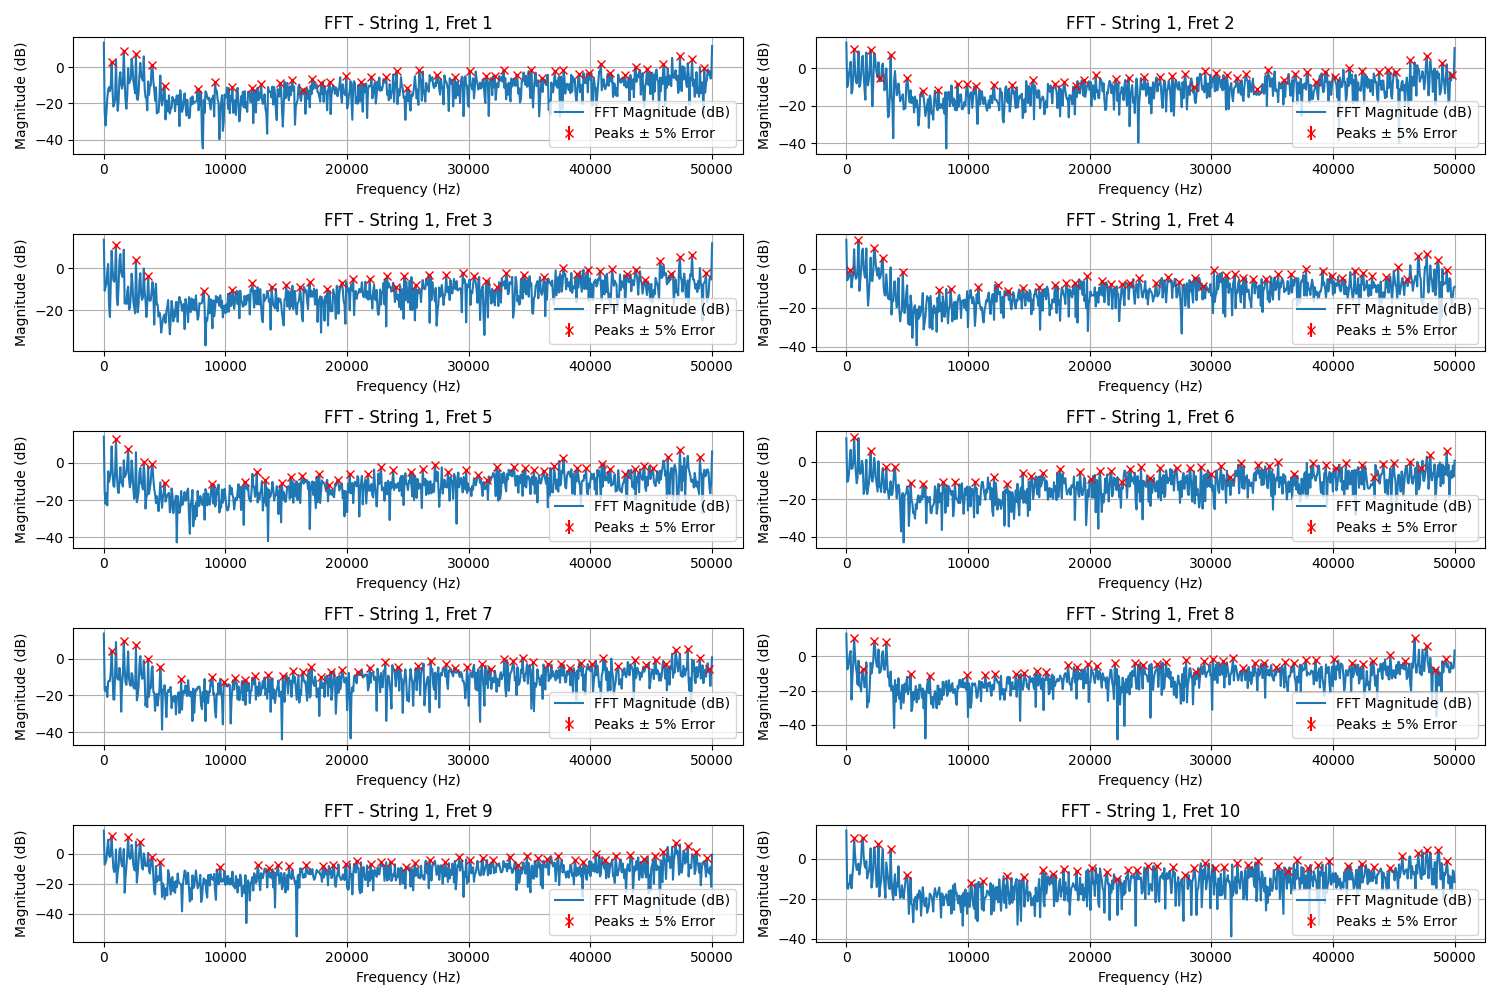 FFT - String 1, Fret 1
Magnitude (dB)
0
−20
−40
FFT Magnitude (dB)
Peaks ± 5% Error
0 10000 20000 30000 40000 50000
Frequency (Hz)
FFT - String 1, Fret 2
Magnitude (dB)
0
−20
−40
FFT Magnitude (dB)
Peaks ± 5% Error
0 10000 20000 30000 40000 50000
Frequency (Hz)
FFT - String 1, Fret 3
Magnitude (dB)
0
−20
FFT Magnitude (dB)
Peaks ± 5% Error
0 10000 20000 30000 40000 50000
Frequency (Hz)
FFT - String 1, Fret 4
Magnitude (dB)
0
−20
−40
FFT Magnitude (dB)
Peaks ± 5% Error
0 10000 20000 30000 40000 50000
Frequency (Hz)
FFT - String 1, Fret 5
Magnitude (dB)
0
−20
−40
FFT Magnitude (dB)
Peaks ± 5% Error
0 10000 20000 30000 40000 50000
Frequency (Hz)
FFT - String 1, Fret 6
Magnitude (dB)
0
−20
−40
FFT Magnitude (dB)
Peaks ± 5% Error
0 10000 20000 30000 40000 50000
Frequency (Hz)
FFT - String 1, Fret 7
Magnitude (dB)
0
−20
−40
FFT Magnitude (dB)
Peaks ± 5% Error
0 10000 20000 30000 40000 50000
Frequency (Hz)
FFT - String 1, Fret 8
Magnitude (dB)
0
−20
−40
FFT Magnitude (dB)
Peaks ± 5% Error
0 10000 20000 30000 40000 50000
Frequency (Hz)
FFT - String 1, Fret 9
Magnitude (dB)
0
−20
−40
FFT Magnitude (dB)
Peaks ± 5% Error
0 10000 20000 30000 40000 50000
Frequency (Hz)
FFT - String 1, Fret 10
Magnitude (dB)
0
−20
−40
FFT Magnitude (dB)
Peaks ± 5% Error
0 10000 20000 30000 40000 50000
Frequency (Hz)